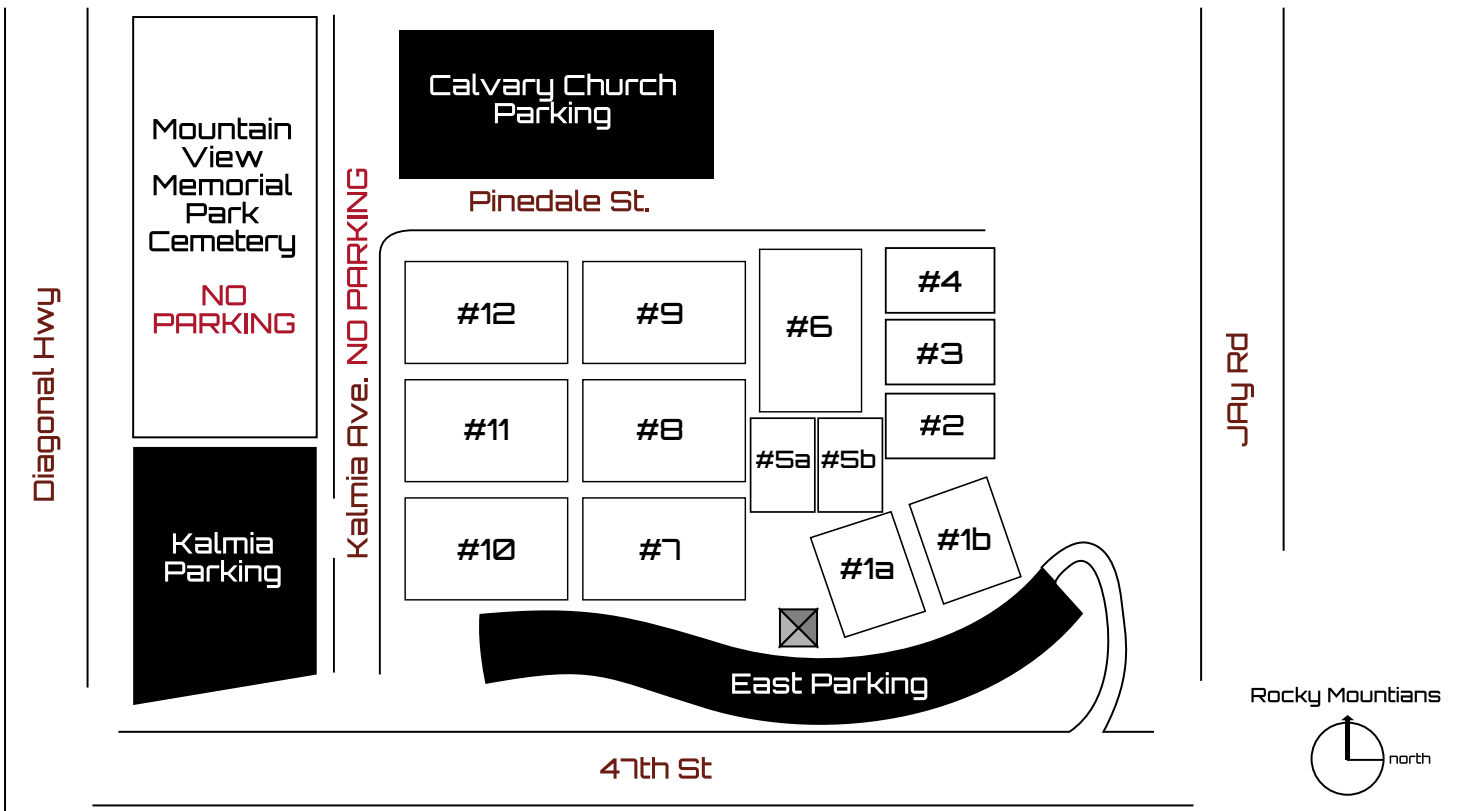 Calvary Church
Parking
Mountain
View
Memorial
Park
Cemetery
NO
PARKING
Pinedale St.
Kalmia Ave. NO PARKING
Diagonal Hwy
#12
#9
#6
#4
#3
#2
#11
#8
#5a
#5b
#10
#7
#1a
#1b
JAy Rd
Kalmia
Parking
East Parking
47th St
Rocky Mountians
north